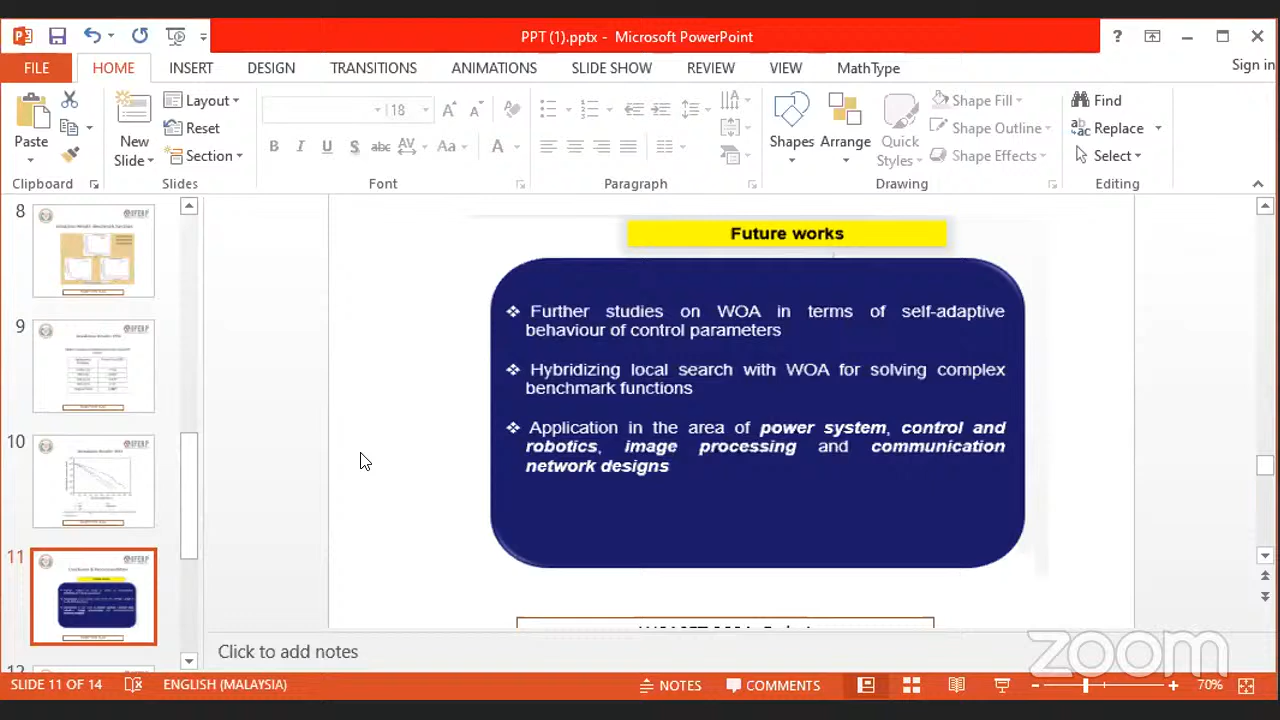 PPT (1).pptx - Microsoft PowerPoint
?
Sign in
FILE HOME INSERT DESIGN TRANSITIONS ANIMATIONS SLIDE SHOW REVIEW VIEW MathType
Paste
Clipboard
New
Slide
Layout
Reset
Section
Slides
18
B I U S abc AV Aa A
Font
Paragraph
Shapes
Arrange
Quick
Styles
Shape Fill
Shape Outline
Shape Effects
Drawing
Find
Replace
Select
Editing
8
9
10
11
12
Future works
❖ Further studies on WOA in terms of self-adaptive
behaviour of control parameters
❖ Hybridizing local search with WOA for solving complex
benchmark functions
❖ Application in the area of power system, control and
robotics, image processing and communication
network designs
Click to add notes
zoom
SLIDE 11 OF 14 ENGLISH (MALAYSIA) NOTES COMMENTS 70%